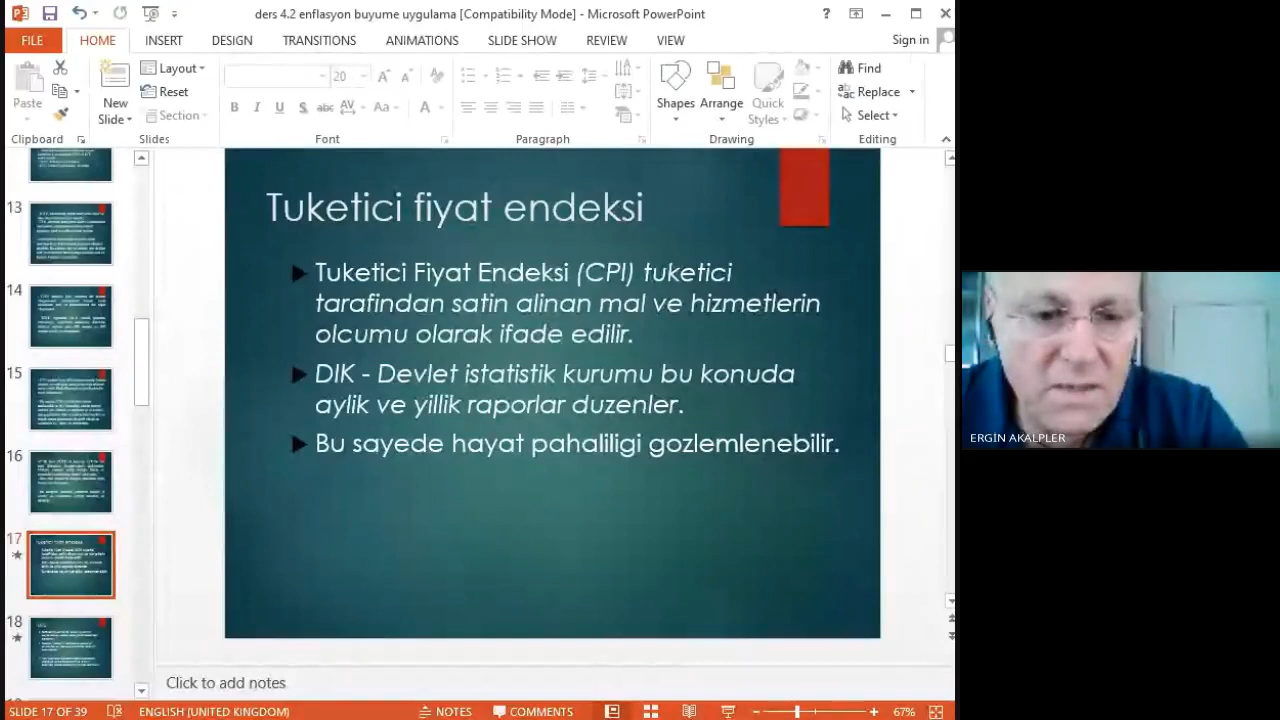 ders 4.2 enflasyon buyume uygulama [Compatibility Mode] - Microsoft PowerPoint
FILE HOME INSERT DESIGN TRANSITIONS ANIMATIONS SLIDE SHOW REVIEW VIEW Sign in
Paste
New Slide
Layout
Reset
Section
20
B I U S abc AV Aa A
Shapes
Arrange
Quick Styles
Find
Replace
Select
Clipboard Slides Font Paragraph Drawing Editing
13
14
15
16
17
18
Tuketici fiyat endeksi
Tuketici Fiyat Endeksi (CPI) tuketici
tarafindan satin alinan mal ve hizmetlerin
olcumu olarak ifade edilir.
DIK - Devlet istatistik kurumu bu konuda
aylik ve yillik raporlar duzenler.
Bu sayede hayat pahaliligi gozlemlenebilir.
ERGİN AKALPLER
Click to add notes
SLIDE 17 OF 39 ENGLISH (UNITED KINGDOM) NOTES COMMENTS 67%